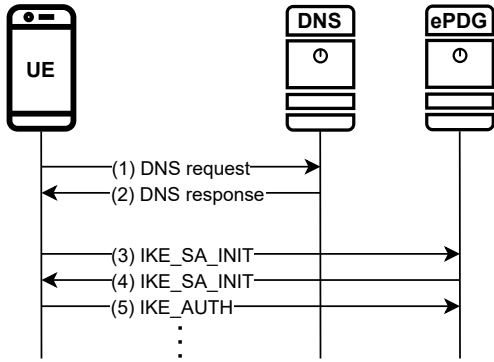 UE
DNS
ePDG
(1) DNS request
(2) DNS response
(3) IKE_SA_INIT
(4) IKE_SA_INIT
(5) IKE_AUTH